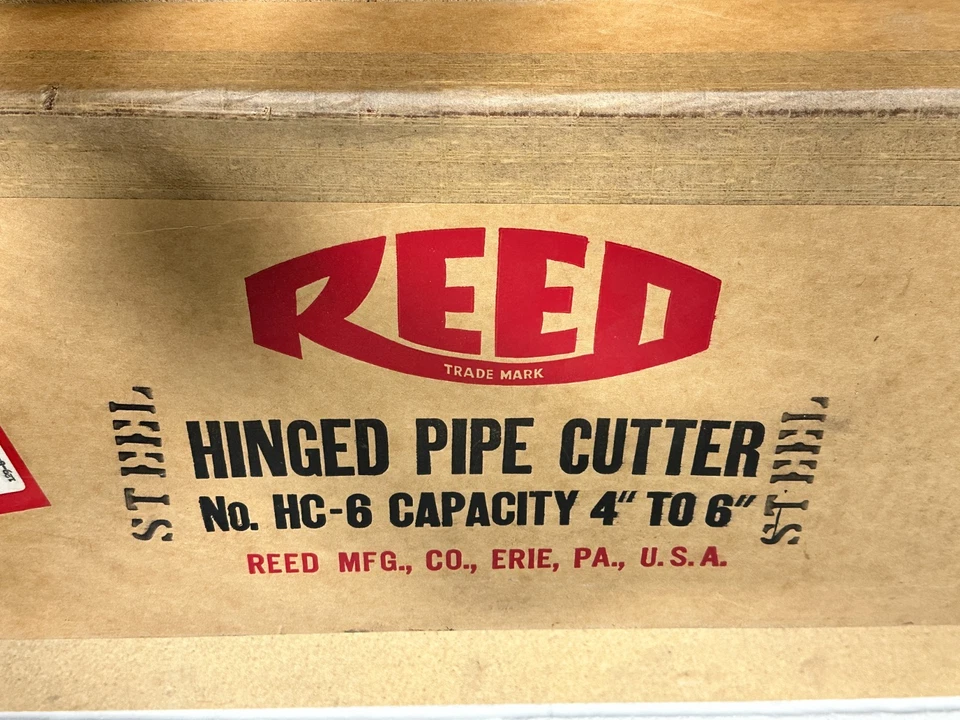 REED
TRADE MARK
STEEL
HINGED PIPE CUTTER
No. HC-6 CAPACITY 4" TO 6"
STEEL
REED MFG., CO., ERIE, PA., U.S.A.